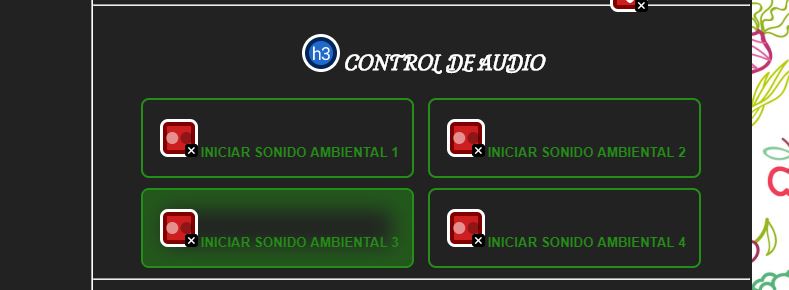 h3 CONTROL DE AUDIO
INICIAR SONIDO AMBIENTAL 1
INICIAR SONIDO AMBIENTAL 2
INICIAR SONIDO AMBIENTAL 3
INICIAR SONIDO AMBIENTAL 4